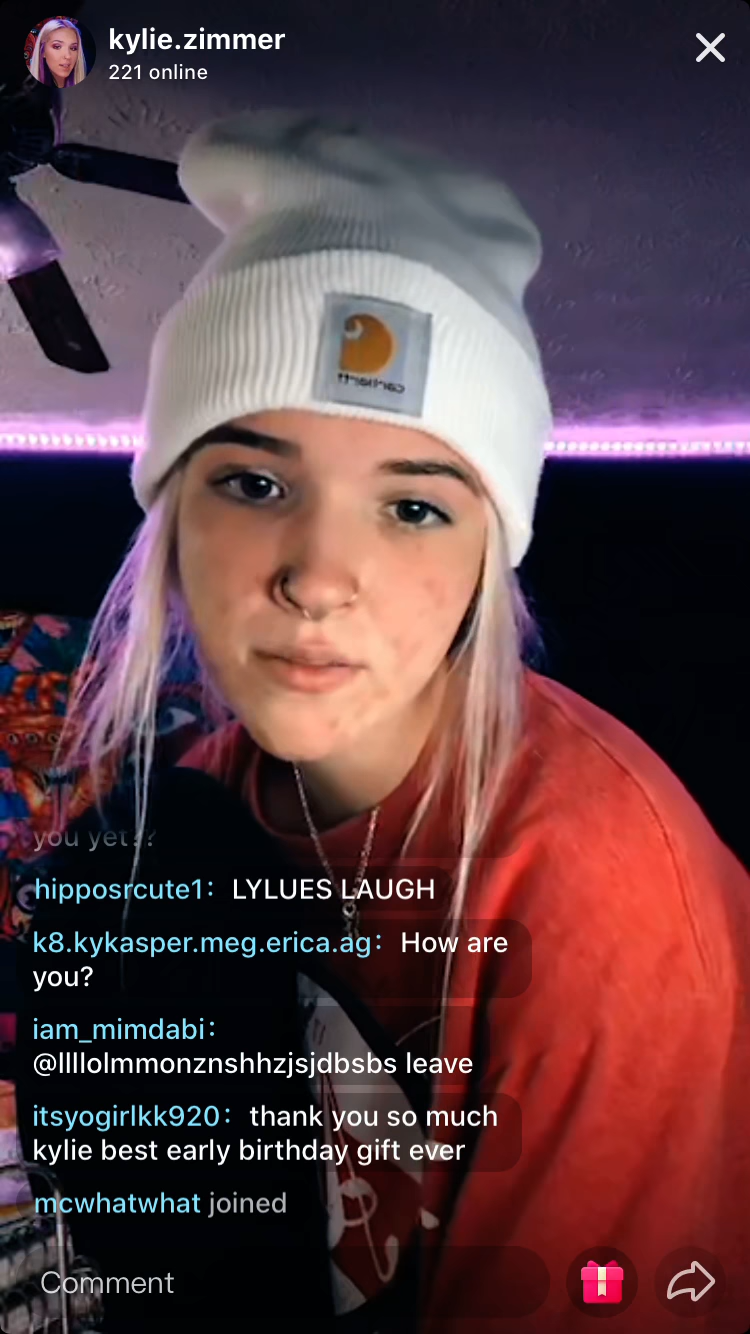 kylie.zimmer
221 online
carhartt
you yet??
hipposrcute1: LYLUES LAUGH
k8.kykasper.meg.erica.ag: How are
you?
iam_mimdabi:
@llllolmmonznshhzjsjdbsbs leave
itsyogirlkk920: thank you so much
kylie best early birthday gift ever
mcwhatwhat joined
Comment